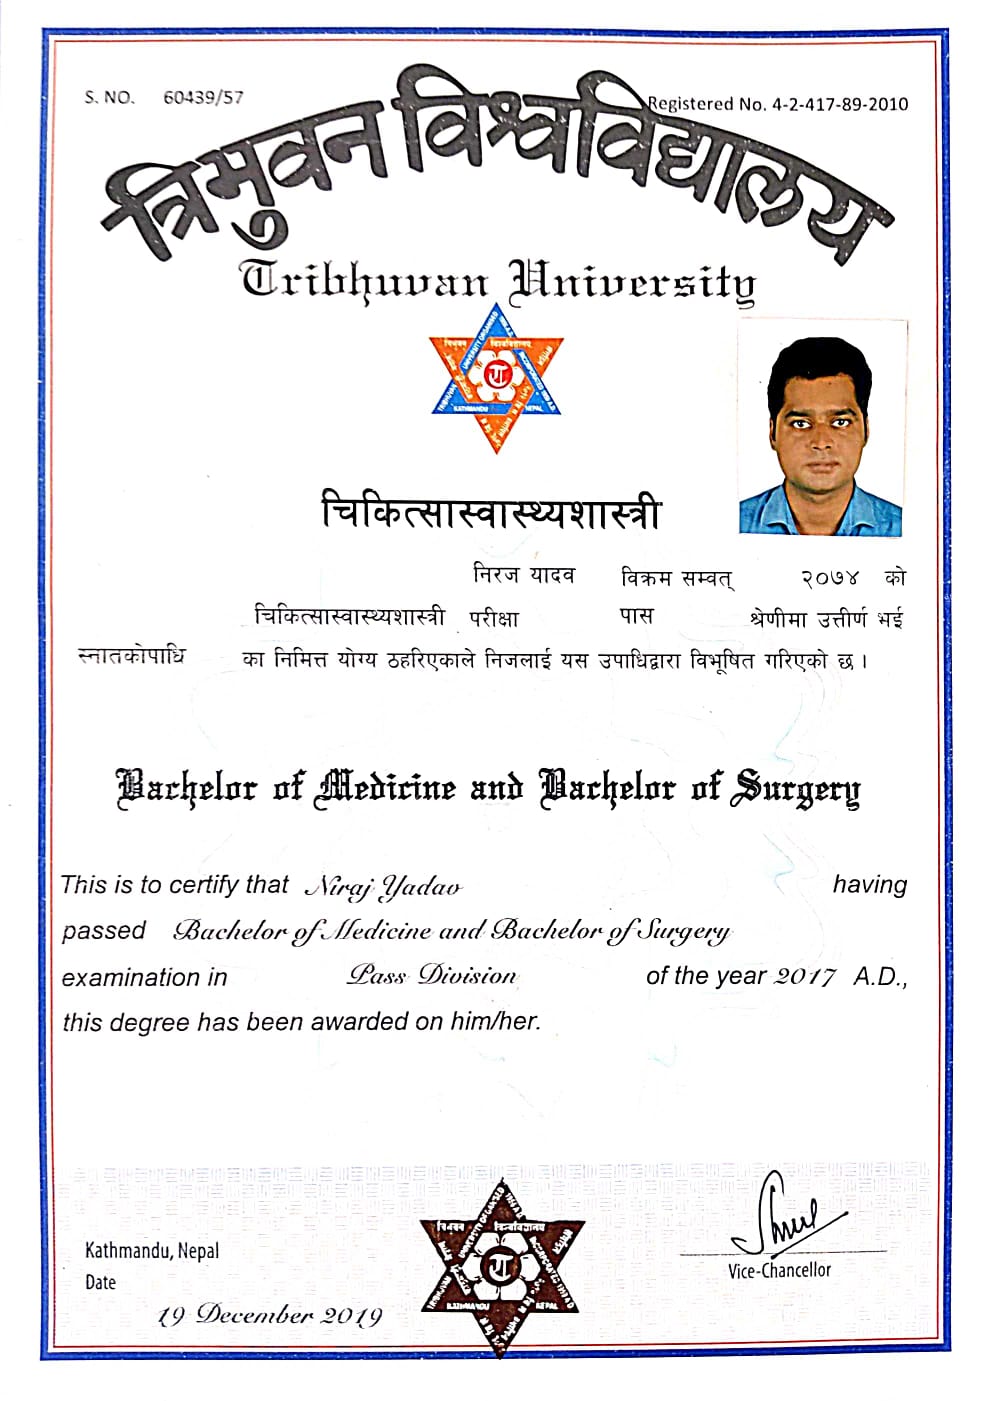 S. NO. 60439/57
Registered No. 4-2-417-89-2010
त्रिमुवन विश्वविद्यालय
Tribhuvan University
KATHMANDU NEPAL
चिकित्सास्वास्थ्यशास्त्री
निरज यादव विक्रम सम्वत् २०७४ को
चिकित्सास्वास्थ्यशास्त्री परीक्षा पास श्रेणीमा उत्तीर्ण भई
स्नातकोपाधि का निमित्त योग्य ठहरिएकाले निजलाई यस उपाधिद्वारा विभूषित गरिएको छ ।
Bachelor of Medicine and Bachelor of Surgery
This is to certify that Niraj Yadav having
passed Bachelor of Medicine and Bachelor of Surgery
examination in Pass Division of the year 2017 A.D.,
this degree has been awarded on him/her.
KATHMANDU NEPAL
Kathmandu, Nepal
Date
19 December 2019
Vice-Chancellor